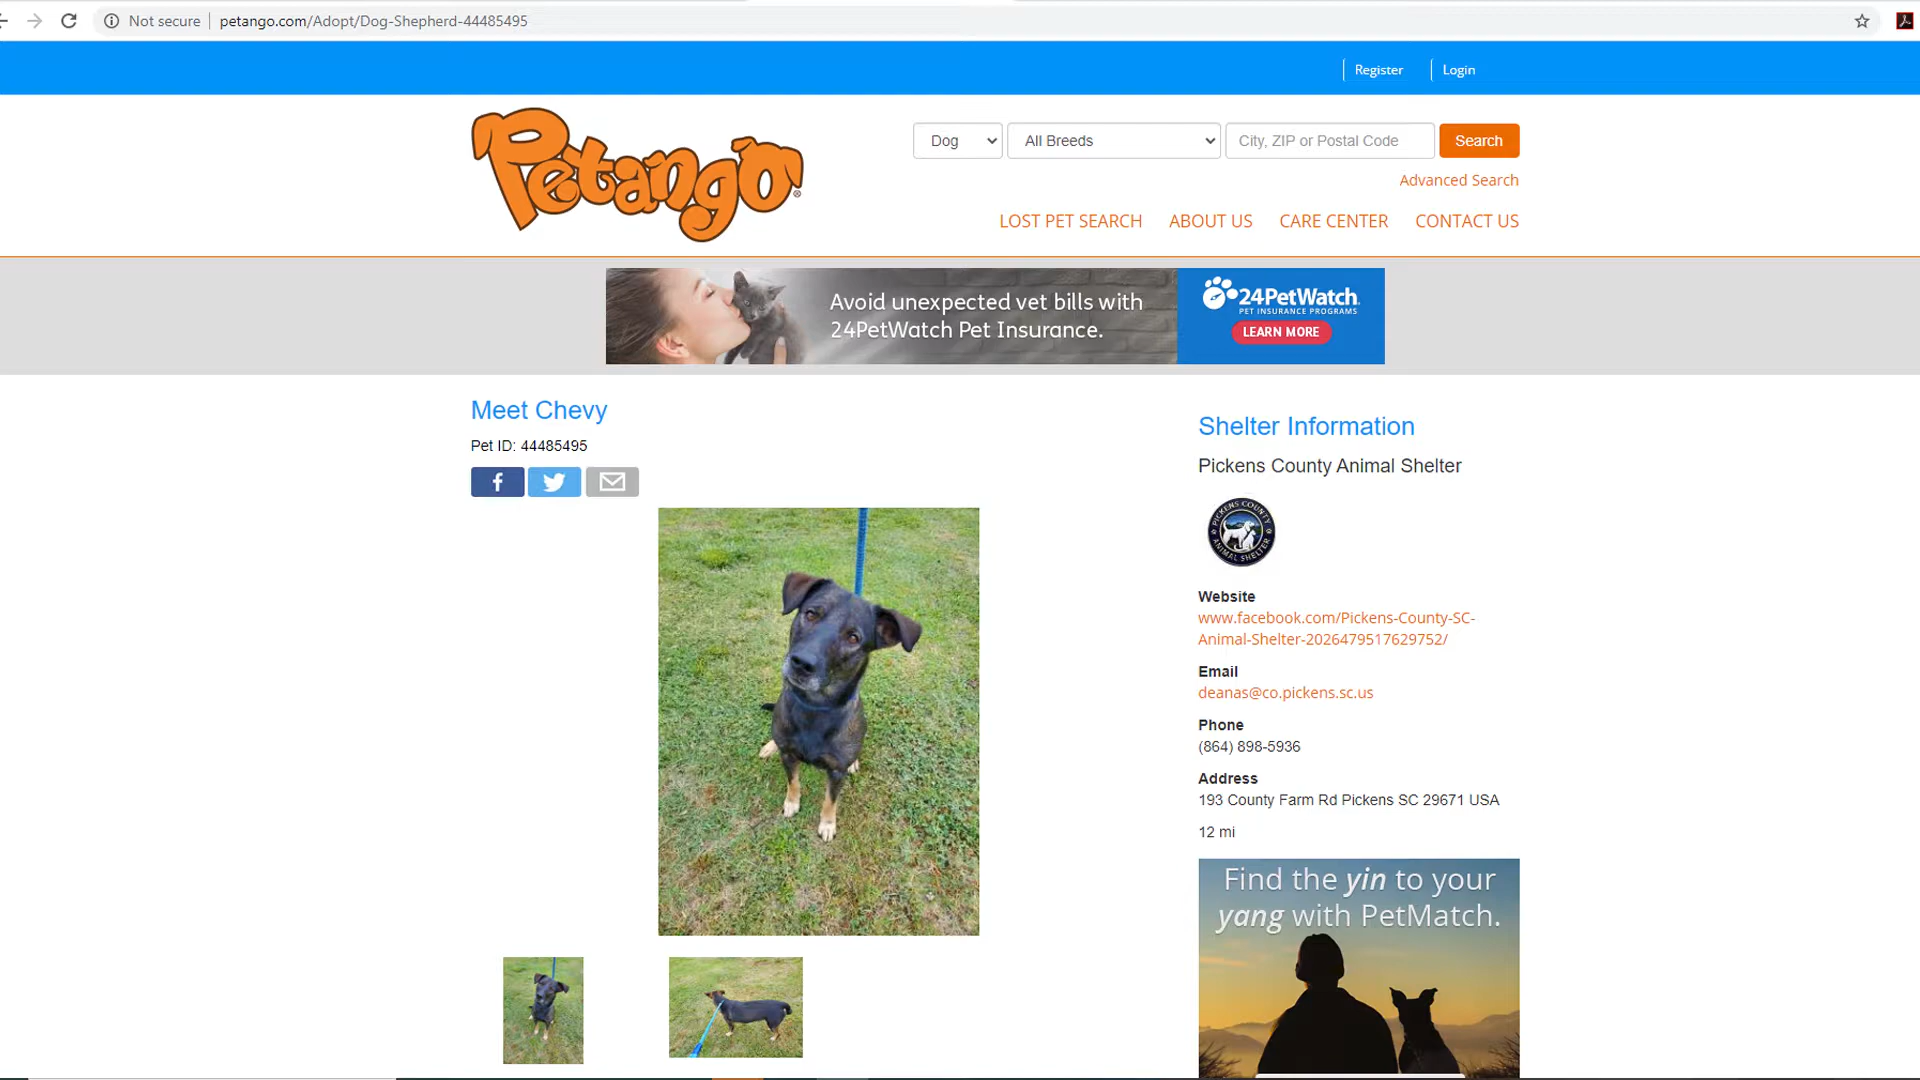 Not secure
petango.com/Adopt/Dog-Shepherd-44485495
Register
Login
Petango®
Dog
All Breeds
City, ZIP or Postal Code
Search
Advanced Search
LOST PET SEARCH
ABOUT US
CARE CENTER
CONTACT US
Avoid unexpected vet bills with
24PetWatch Pet Insurance.
24PetWatch
PET INSURANCE PROGRAMS
LEARN MORE
Meet Chevy
Pet ID: 44485495
Shelter Information
Pickens County Animal Shelter
PICKENS COUNTY
ANIMAL SHELTER
Website
www.facebook.com/Pickens-County-SC-
Animal-Shelter-2026479517629752/
Email
deanas@co.pickens.sc.us
Phone
(864) 898-5936
Address
193 County Farm Rd Pickens SC 29671 USA
12 mi
Find the yin to your
yang with PetMatch.